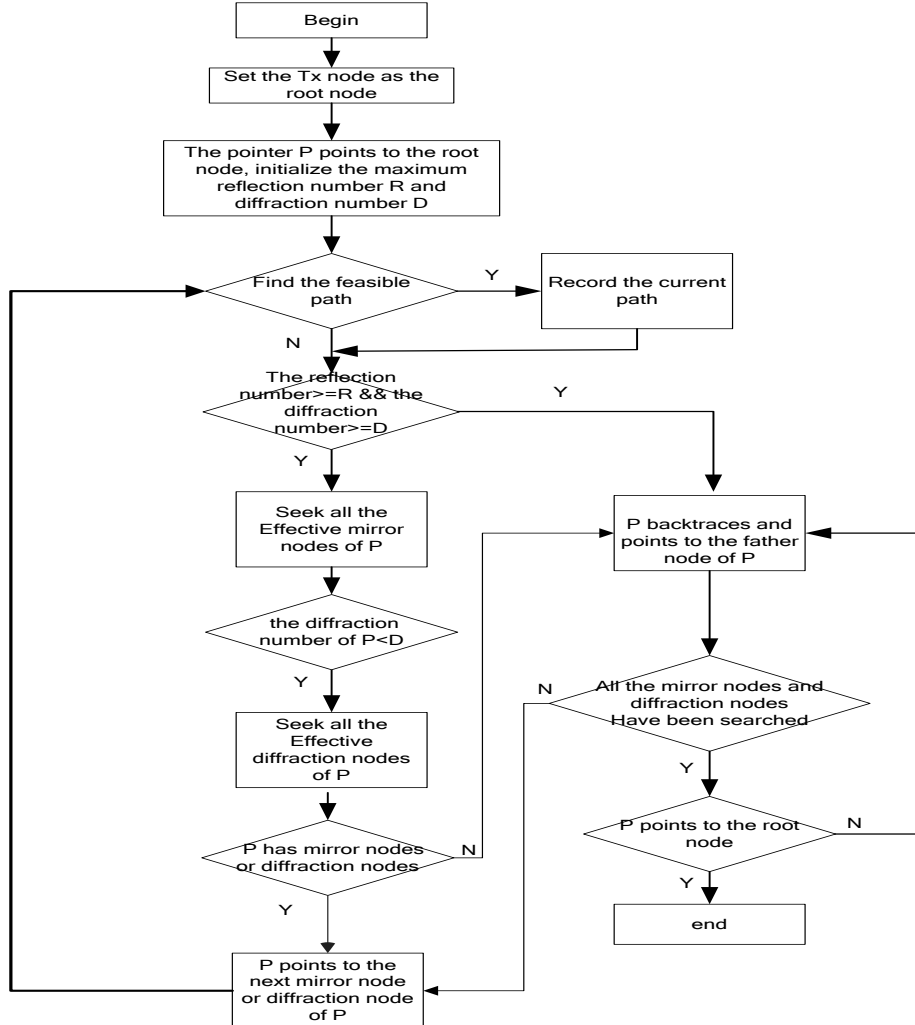 Begin
Set the Tx node as the
root node
The pointer P points to the root
node, initialize the maximum
reflection number R and
diffraction number D
Find the feasible
path
Y
Record the current
path
N
The reflection
number>=R && the
diffraction
number>=D
Y
Y
Seek all the
Effective mirror
nodes of P
P backtraces and
points to the father
node of P
the diffraction
number of P<D
Y
N
All the mirror nodes and
diffraction nodes
Have been searched
Seek all the
Effective
diffraction nodes
of P
Y
P has mirror nodes
or diffraction nodes
N
P points to the root
node
N
Y
Y
end
P points to the
next mirror node
or diffraction node
of P